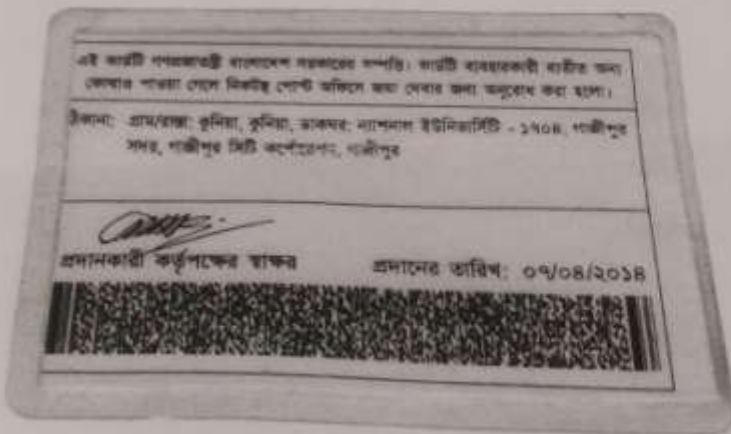 এই কার্ডটি গণপ্রজাতন্ত্রী বাংলাদেশ সরকারের সম্পত্তি। কার্ডটি ব্যবহারকারী ব্যতীত অন্য
কোথাও পাওয়া গেলে নিকটস্থ পোস্ট অফিসে জমা দেবার জন্য অনুরোধ করা হলো।
ঠিকানা: গ্রাম/রাস্তা: কুনিয়া, কুনিয়া, ডাকঘর: ন্যাশনাল ইউনিভার্সিটি - ১৭০৪, গাজীপুর
সদর, গাজীপুর সিটি কর্পোরেশন, গাজীপুর
প্রদানকারী কর্তৃপক্ষের স্বাক্ষর প্রদানের তারিখ: ০৭/০৪/২০১৪